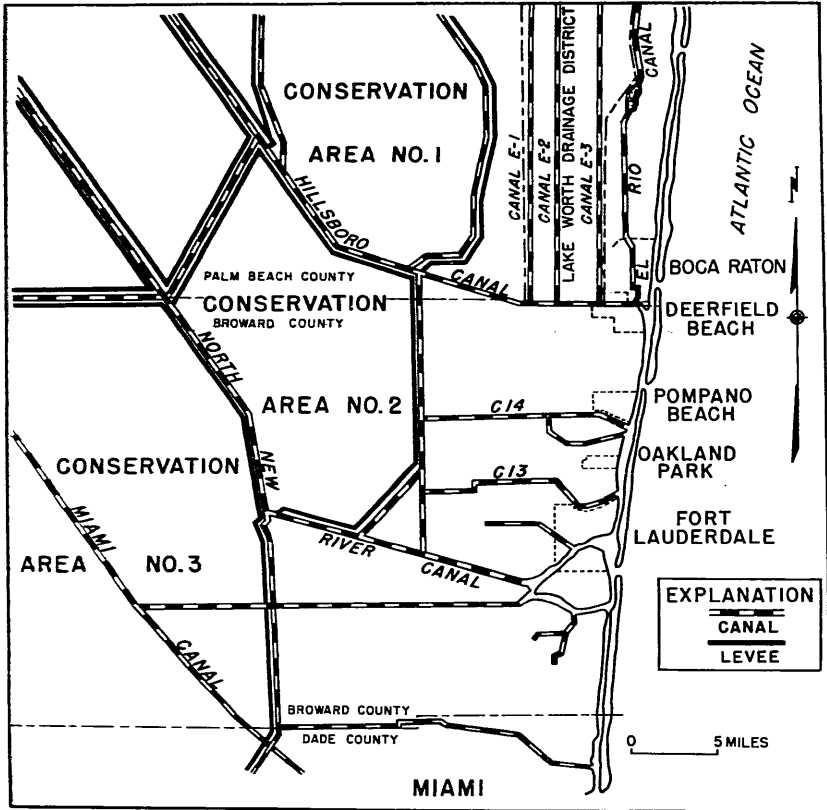 CONSERVATION
AREA NO. 1
HILLSBORO
CANAL
CANAL E-1
CANAL E-2
LAKE WORTH DRAINAGE DISTRICT
CANAL E-3
EL
RIO
CANAL
ATLANTIC OCEAN
N
PALM BEACH COUNTY
CONSERVATION
BROWARD COUNTY
AREA NO. 2
BOCA RATON
DEERFIELD
BEACH
POMPANO
BEACH
OAKLAND
PARK
FORT
LAUDERDALE
C14
C13
NORTH
NEW
RIVER
CANAL
CONSERVATION
AREA NO. 3
MIAMI
CANAL
EXPLANATION
CANAL
LEVEE
BROWARD COUNTY
DADE COUNTY
0 5 MILES
MIAMI